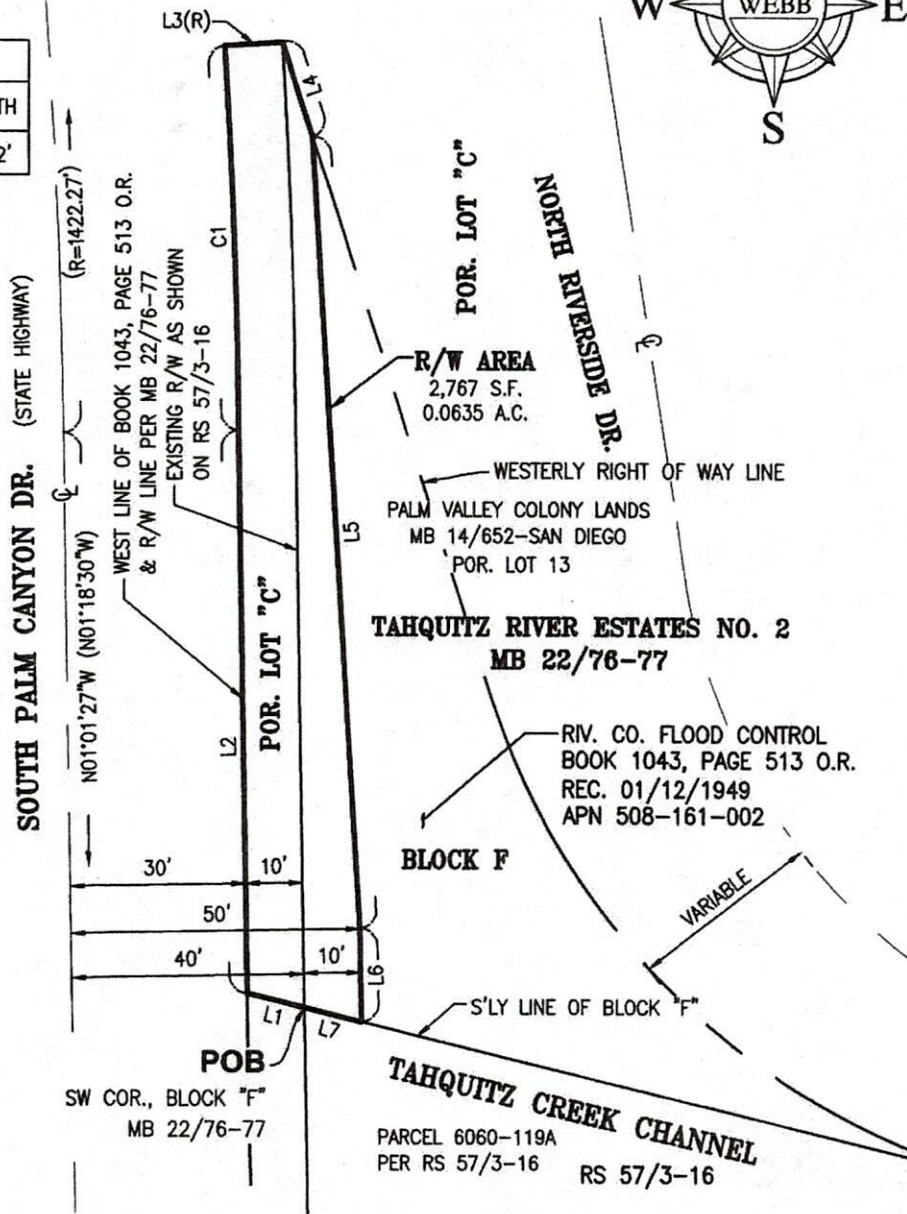 W
WEBB
E
S
TH
2'
L3(R)
L4
(R=1422.27')
C1
SOUTH PALM CANYON DR. (STATE HIGHWAY)
N01°01'27"W (N01°18'30"W)
WEST LINE OF BOOK 1043, PAGE 513 O.R.
& R/W LINE PER MB 22/76-77
EXISTING R/W AS SHOWN
ON RS 57/3-16
POR. LOT "C"
NORTH RIVERSIDE DR.
R/W AREA
2,767 S.F.
0.0635 A.C.
WESTERLY RIGHT OF WAY LINE
PALM VALLEY COLONY LANDS
MB 14/652-SAN DIEGO
POR. LOT 13
L5
L2
POR. LOT "C"
TAHQUITZ RIVER ESTATES NO. 2
MB 22/76-77
RIV. CO. FLOOD CONTROL
BOOK 1043, PAGE 513 O.R.
REC. 01/12/1949
APN 508-161-002
BLOCK F
VARIABLE
30'
10'
50'
40'
10'
L6
L1
L7
S'LY LINE OF BLOCK "F"
POB
SW COR., BLOCK "F"
MB 22/76-77
TAHQUITZ CREEK CHANNEL
PARCEL 6060-119A
PER RS 57/3-16
RS 57/3-16